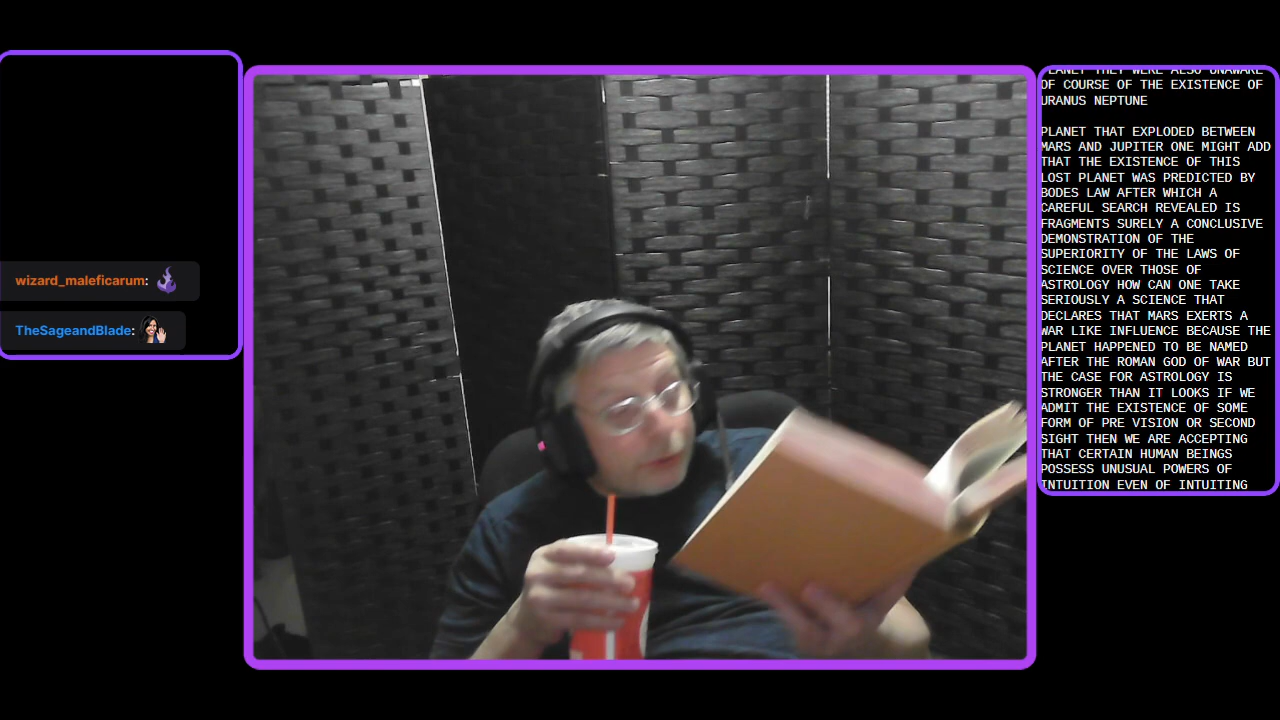 wizard_maleficarum:
TheSageandBlade:
PLANET THEY WERE ALSO UNAWARE
OF COURSE OF THE EXISTENCE OF
URANUS NEPTUNE
PLANET THAT EXPLODED BETWEEN
MARS AND JUPITER ONE MIGHT ADD
THAT THE EXISTENCE OF THIS
LOST PLANET WAS PREDICTED BY
BODES LAW AFTER WHICH A
CAREFUL SEARCH REVEALED IS
FRAGMENTS SURELY A CONCLUSIVE
DEMONSTRATION OF THE
SUPERIORITY OF THE LAWS OF
SCIENCE OVER THOSE OF
ASTROLOGY HOW CAN ONE TAKE
SERIOUSLY A SCIENCE THAT
DECLARES THAT MARS EXERTS A
WAR LIKE INFLUENCE BECAUSE THE
PLANET HAPPENED TO BE NAMED
AFTER THE ROMAN GOD OF WAR BUT
THE CASE FOR ASTROLOGY IS
STRONGER THAN IT LOOKS IF WE
ADMIT THE EXISTENCE OF SOME
FORM OF PRE VISION OR SECOND
SIGHT THEN WE ARE ACCEPTING
THAT CERTAIN HUMAN BEINGS
POSSESS UNUSUAL POWERS OF
INTUITION EVEN OF INTUITING